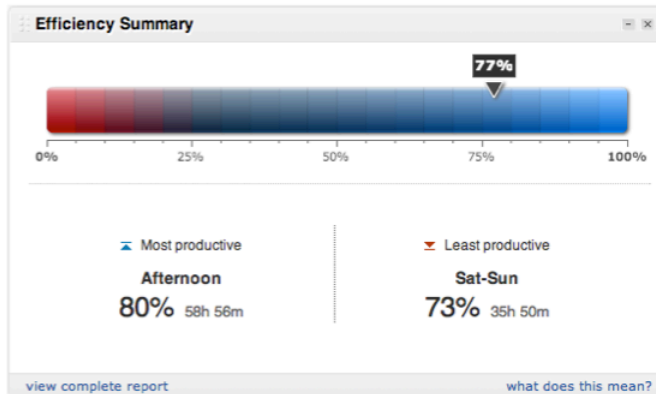 Efficiency Summary
77%
0% 25% 50% 75% 100%
Most productive
Afternoon
80% 58h 56m
Least productive
Sat-Sun
73% 35h 50m
view complete report
what does this mean?